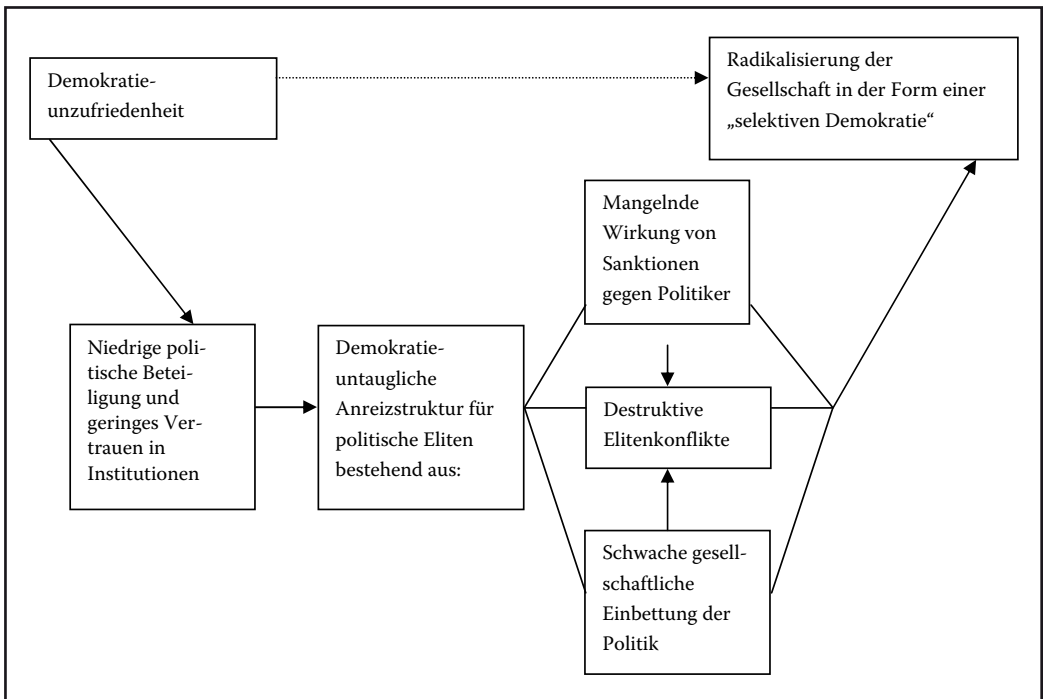 Demokratie-
unzufriedenheit
Radikalisierung der
Gesellschaft in der Form einer
„selektiven Demokratie“
Niedrige poli-
tische Betei-
ligung und
geringes Ver-
trauen in
Institutionen
Demokratie-
untaugliche
Anreizstruktur für
politische Eliten
bestehend aus:
Mangelnde
Wirkung von
Sanktionen
gegen Politiker
Destruktive
Elitenkonflikte
Schwache gesell-
schaftliche
Einbettung der
Politik